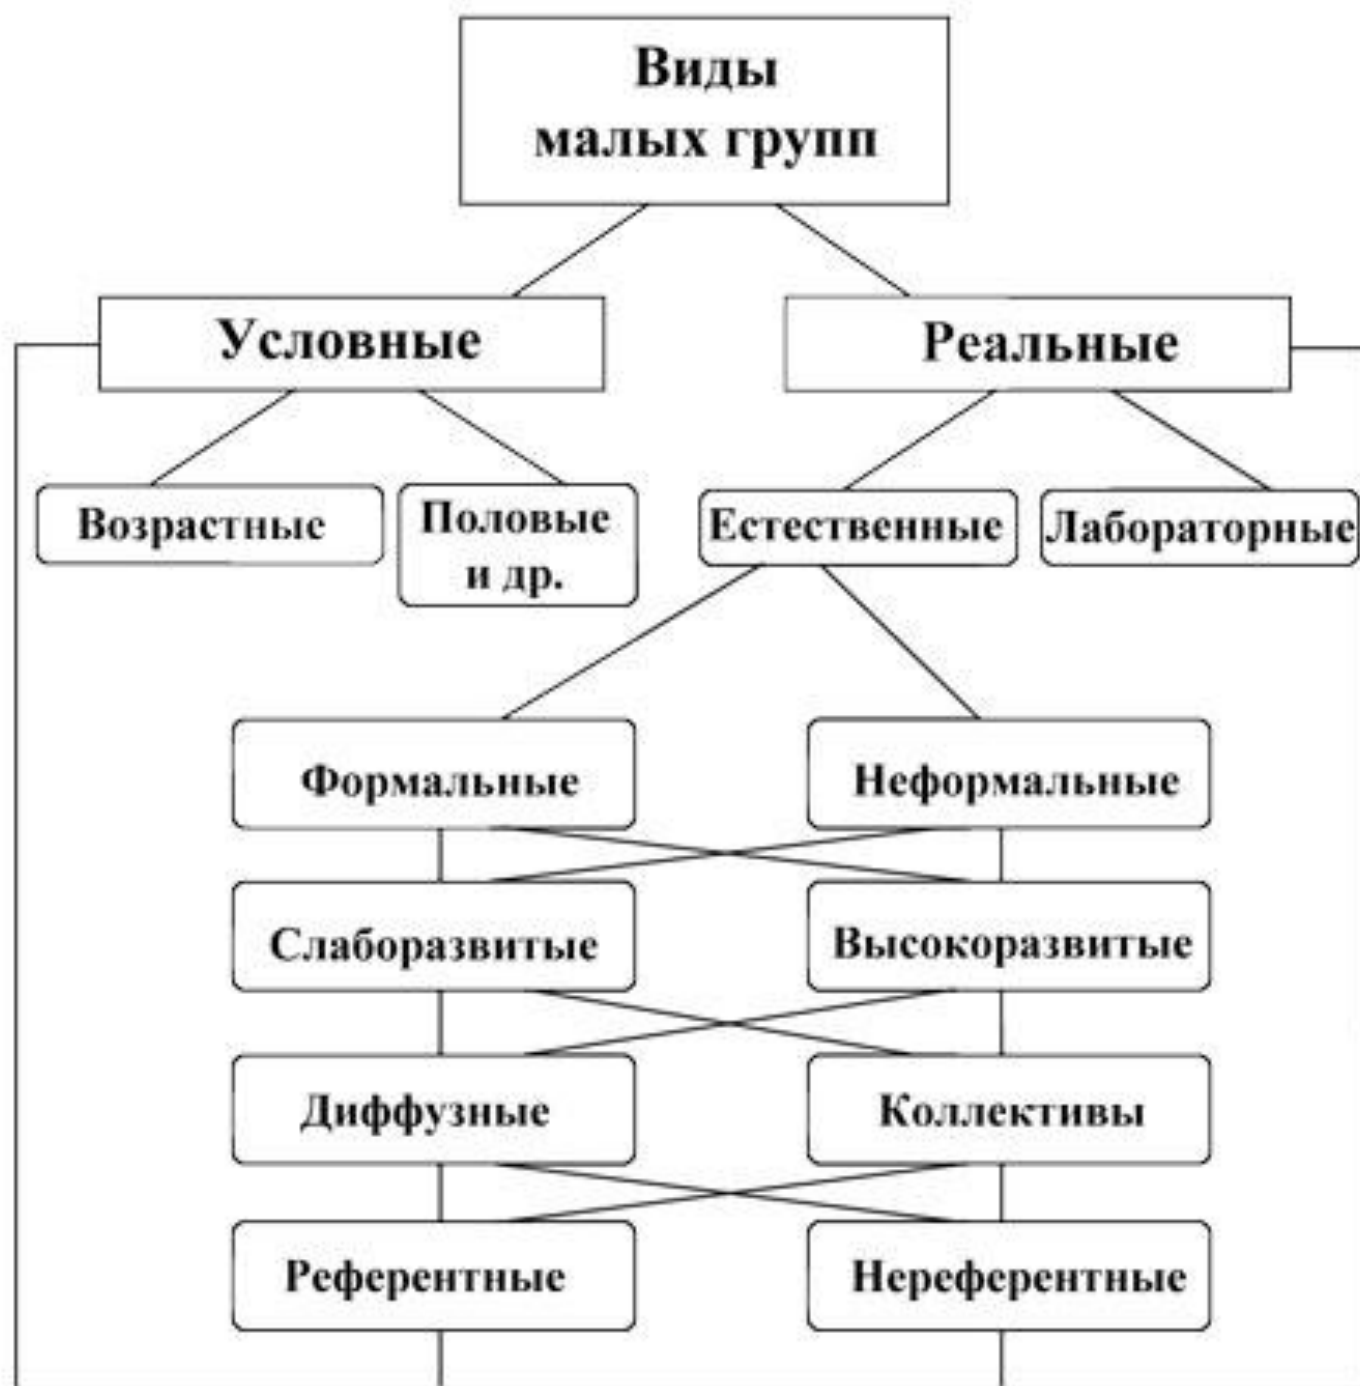 Виды
малых групп
Условные
Реальные
Возрастные
Половые
и др.
Естественные
Лабораторные
Формальные
Неформальные
Слаборазвитые
Высокоразвитые
Диффузные
Коллективы
Референтные
Нереферентные